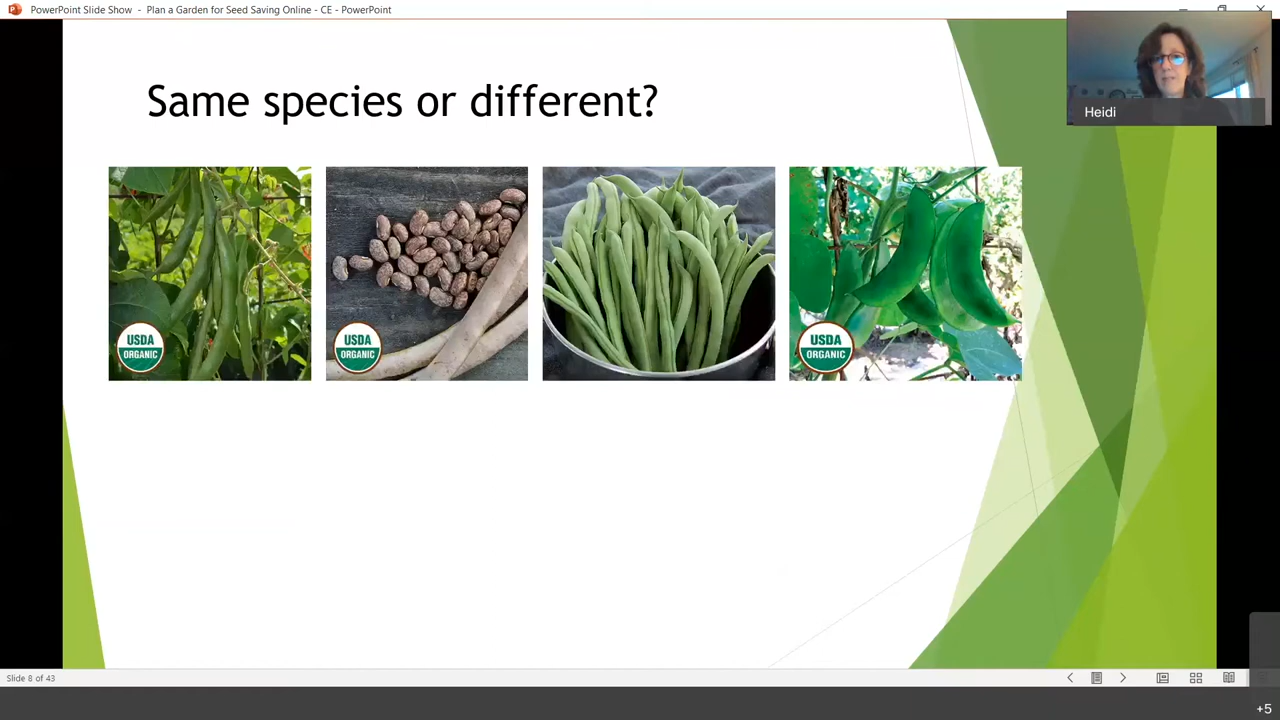 PowerPoint Slide Show - Plan a Garden for Seed Saving Online - CE - PowerPoint
Heidi
Same species or different?
USDA
ORGANIC
USDA
ORGANIC
USDA
ORGANIC
Slide 8 of 43
+5